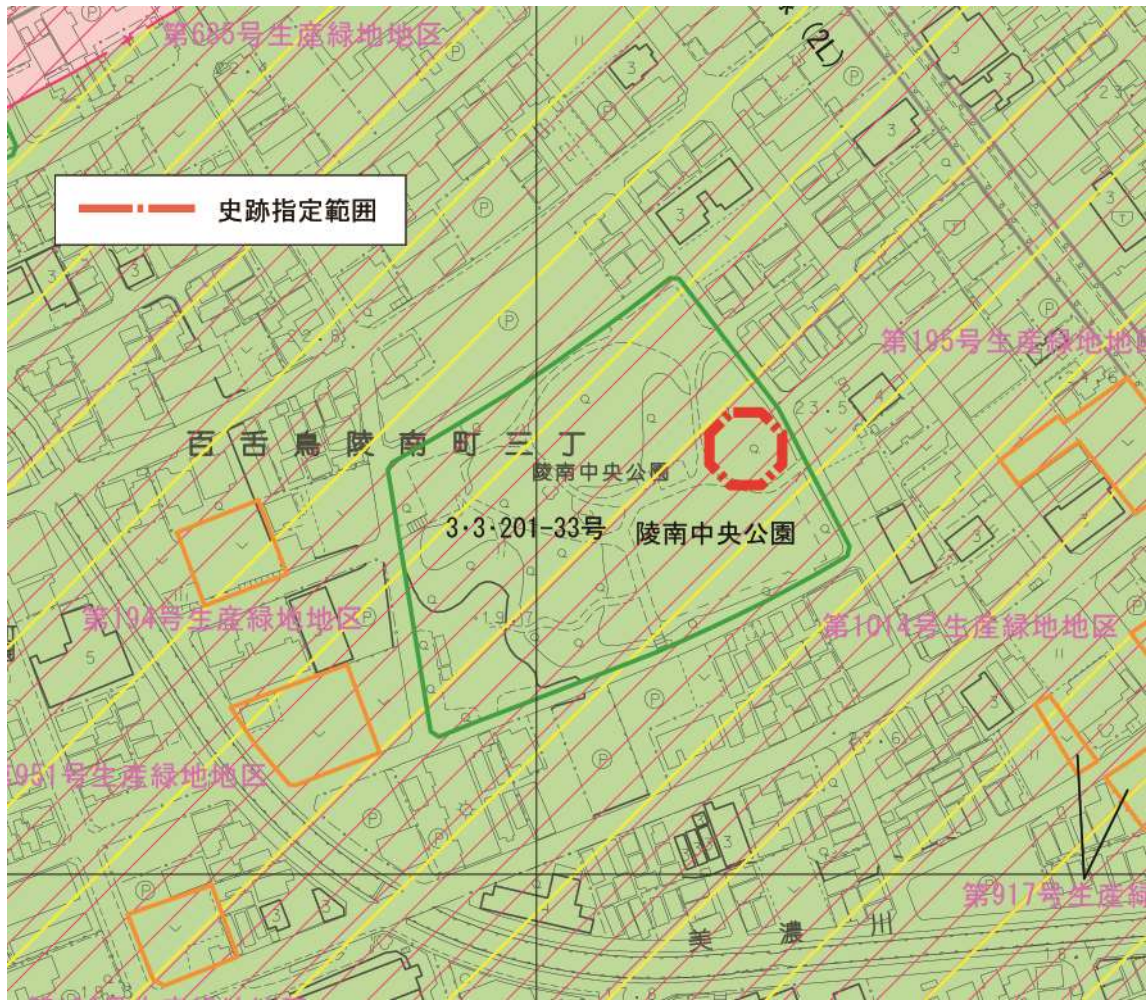 第685号生産緑地地区
(2L)
史跡指定範囲
第195号生産緑地地
百舌鳥陵南町三丁
陵南中央公園
23.5
3・3・201-33号 陵南中央公園
第194号生産緑地地区
第1014号生産緑地地区
23.6
951号生産緑地地区
第917号生産緑
美濃川